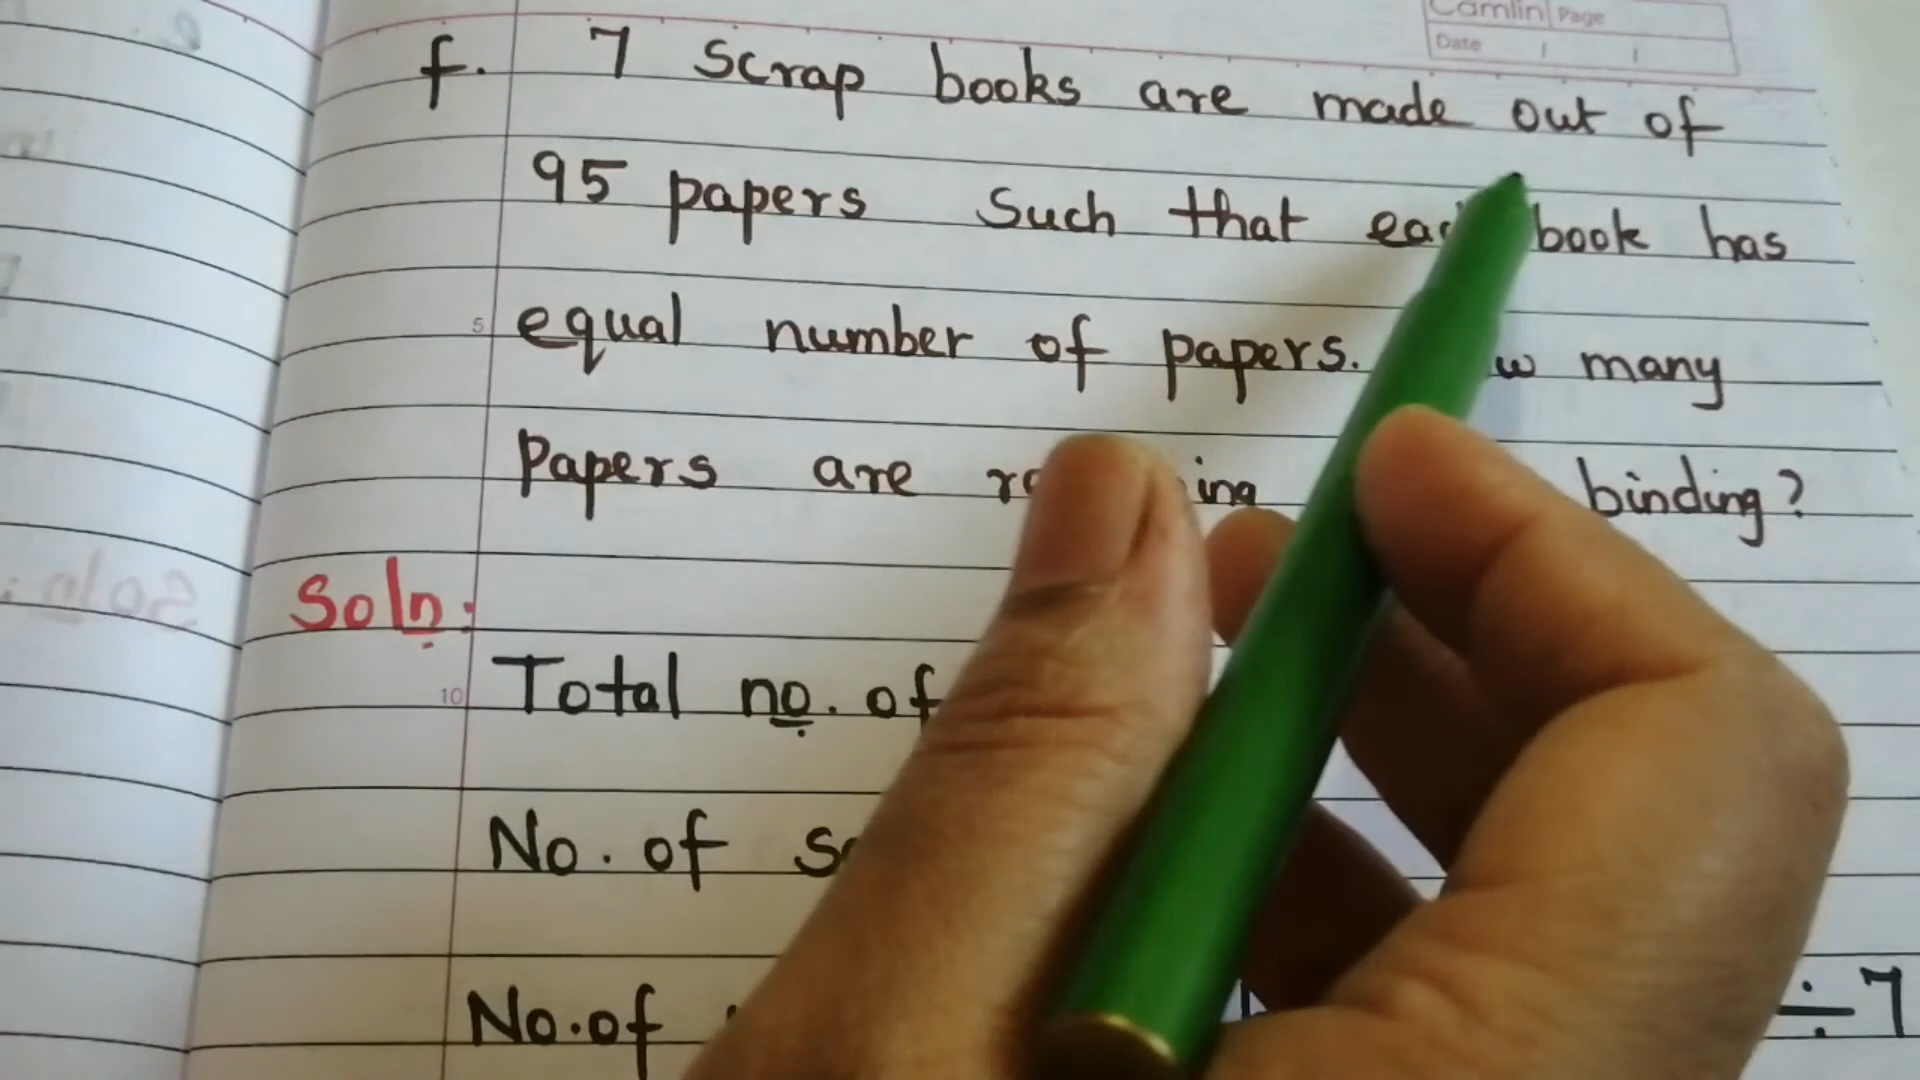 Camlin Page
Date
f. 7 Scrap books are made out of
95 papers Such that book has
5 equal number of papers. many
Papers are binding?
Soln.
10 Total no. of
No. of
No. of ÷ 7